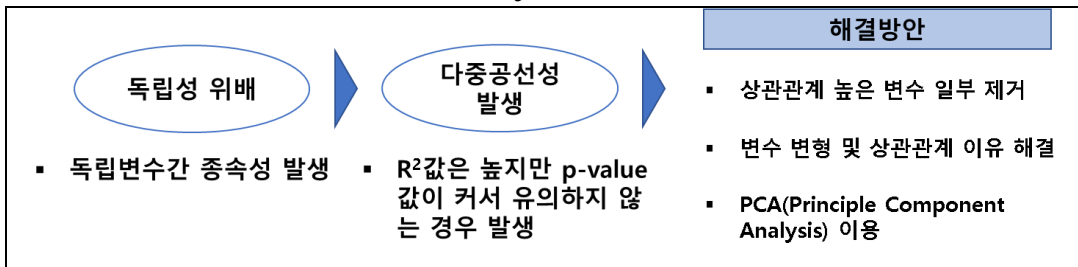 독립성 위배
▪ 독립변수간 종속성 발생
다중공선성
발생
▪ R²값은 높지만 p-value
값이 커서 유의하지 않
는 경우 발생
해결방안
▪ 상관관계 높은 변수 일부 제거
▪ 변수 변형 및 상관관계 이유 해결
▪ PCA(Principle Component
Analysis) 이용